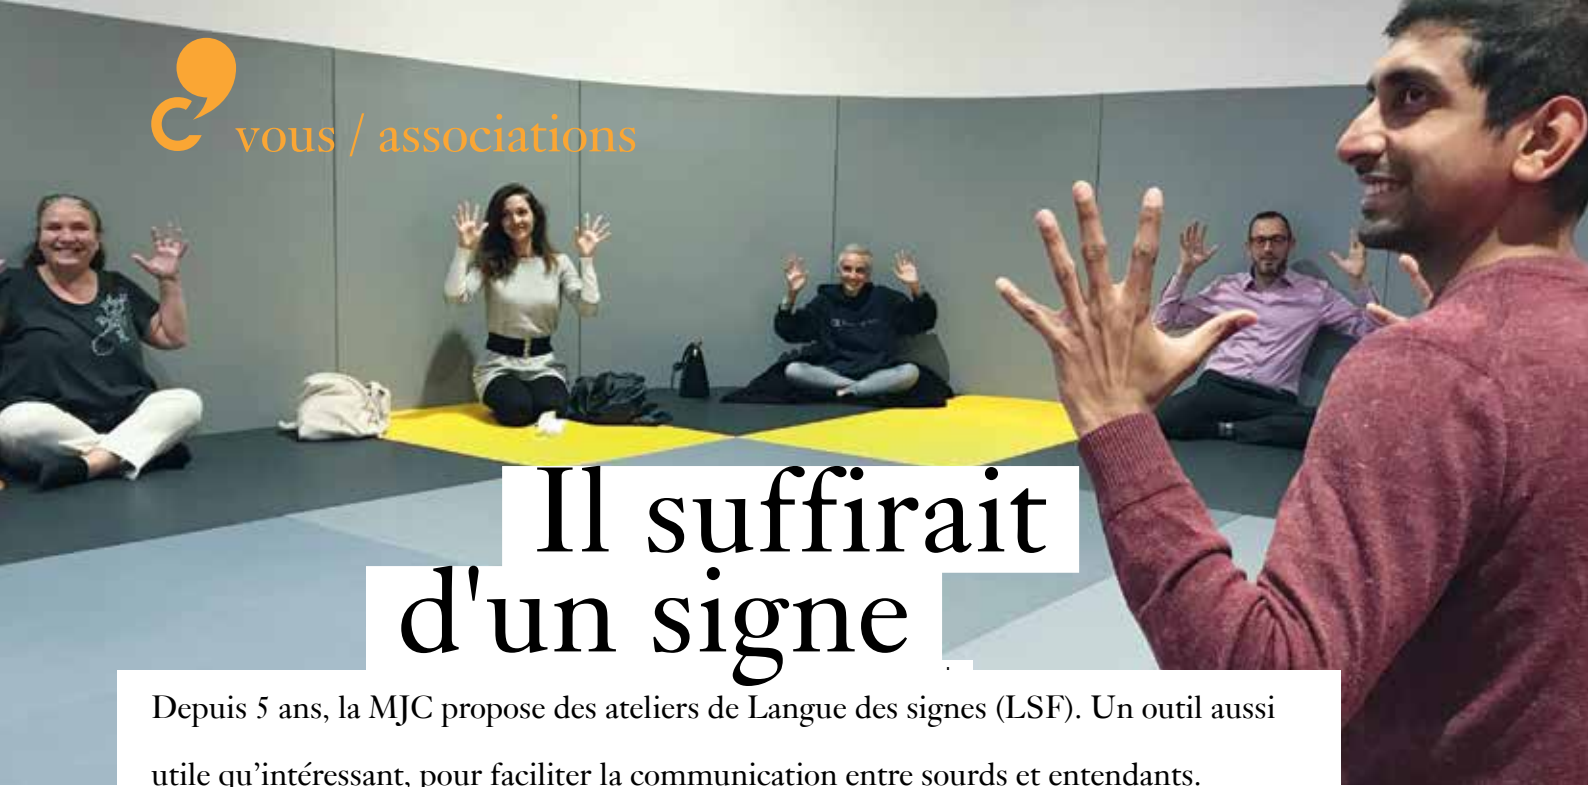 C' vous / associations
Il suffirait
d'un signe
Depuis 5 ans, la MJC propose des ateliers de Langue des signes (LSF). Un outil aussi
utile qu’intéressant, pour faciliter la communication entre sourds et entendants.